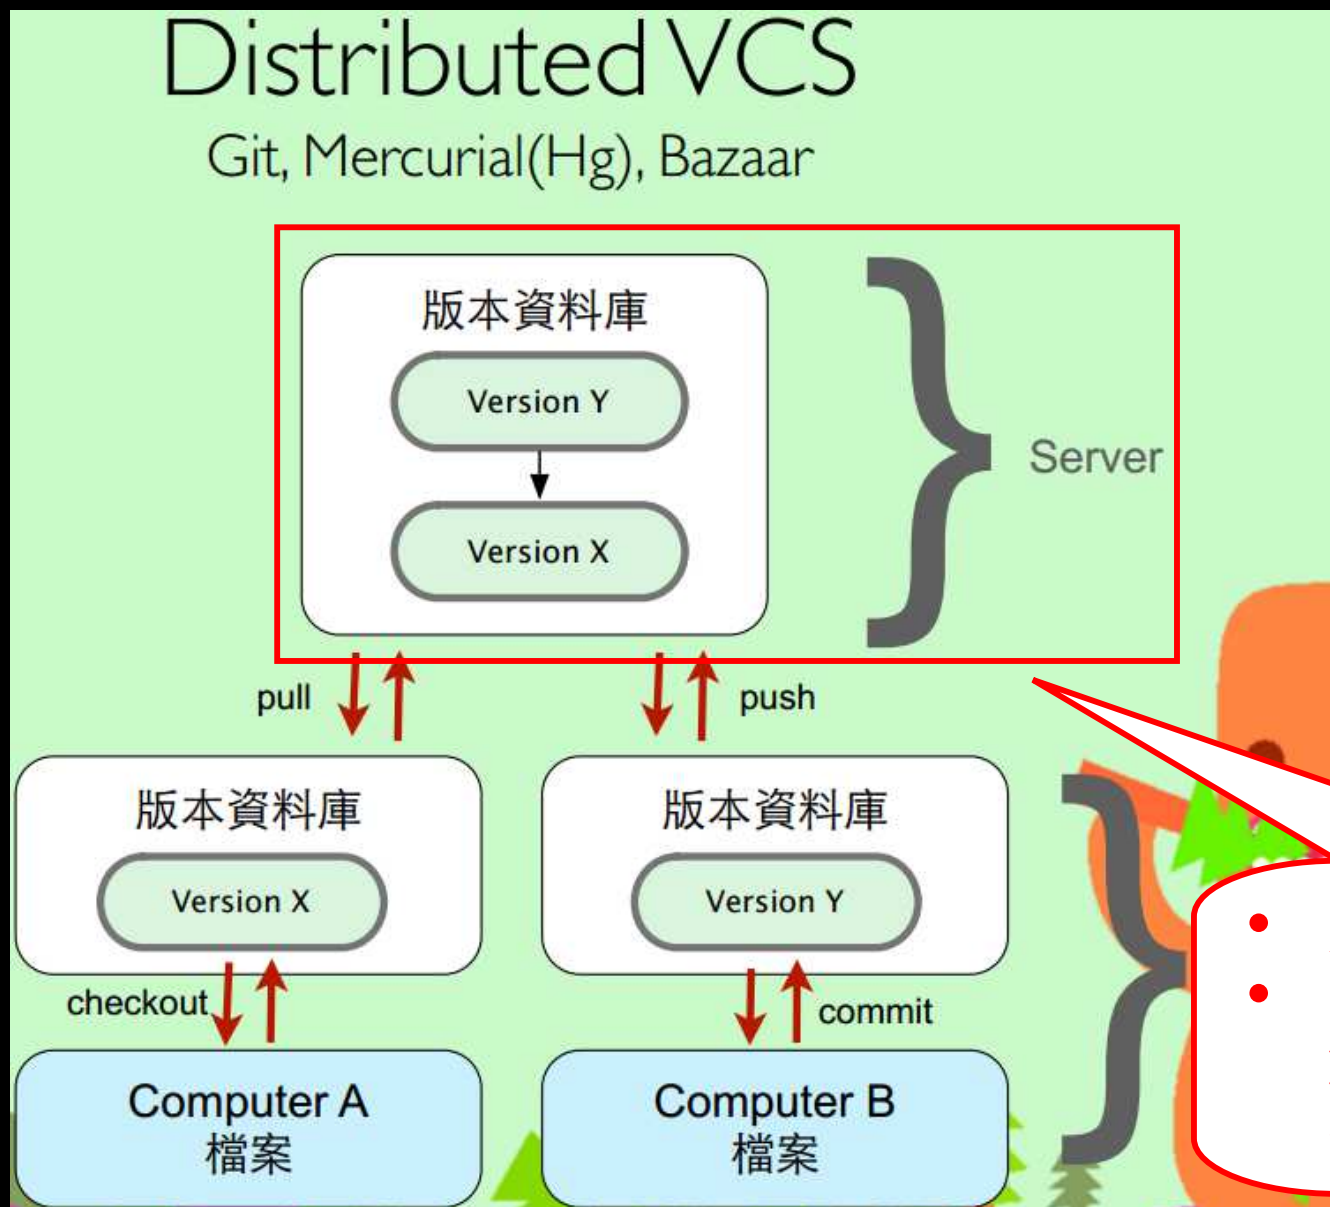 Distributed VCS
Git, Mercurial(Hg), Bazaar
版本資料庫
Version Y
Version X
Server
pull
push
版本資料庫
Version X
版本資料庫
Version Y
checkout
commit
Computer A
檔案
Computer B
檔案